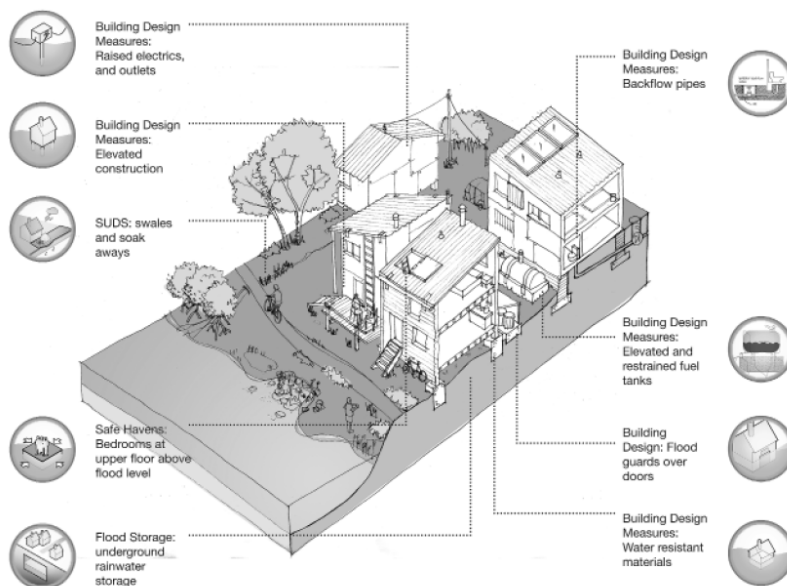 Building Design
Measures:
Raised electrics,
and outlets
Building Design
Measures:
Elevated
construction
SUDS: swales
and soak
aways
Safe Havens:
Bedrooms at
upper floor above
flood level
Flood Storage:
underground
rainwater
storage
Building Design
Measures:
Backflow pipes
Building Design
Measures:
Elevated and
restrained fuel
tanks
Building
Design: Flood
guards over
doors
Building Design
Measures:
Water resistant
materials